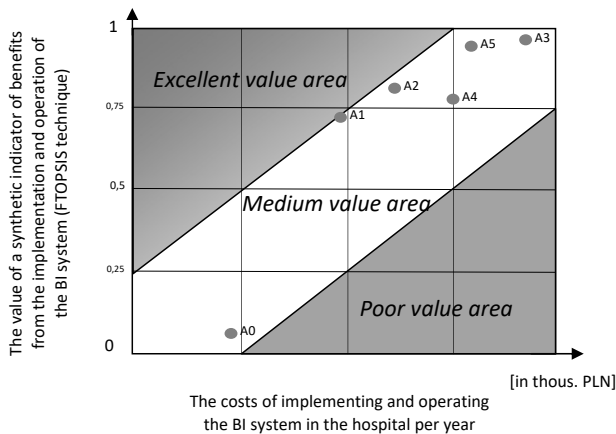 The value of a synthetic indicator of benefits
from the implementation and operation of
the BI system (FTOPSIS technique)
1
0,75
0,5
0,25
0
Excellent value area
Medium value area
Poor value area
A5
A3
A2
A4
A1
A0
[in thous. PLN]
The costs of implementing and operating
the BI system in the hospital per year